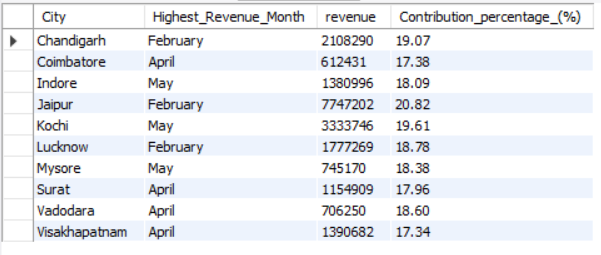 City Highest_Revenue_Month revenue Contribution_percentage_(%)
Chandigarh February 2108290 19.07
Coimbatore April 612431 17.38
Indore May 1380996 18.09
Jaipur February 7747202 20.82
Kochi May 3333746 19.61
Lucknow February 1777269 18.78
Mysore May 745170 18.38
Surat April 1154909 17.96
Vadodara April 706250 18.60
Visakhapatnam April 1390682 17.34